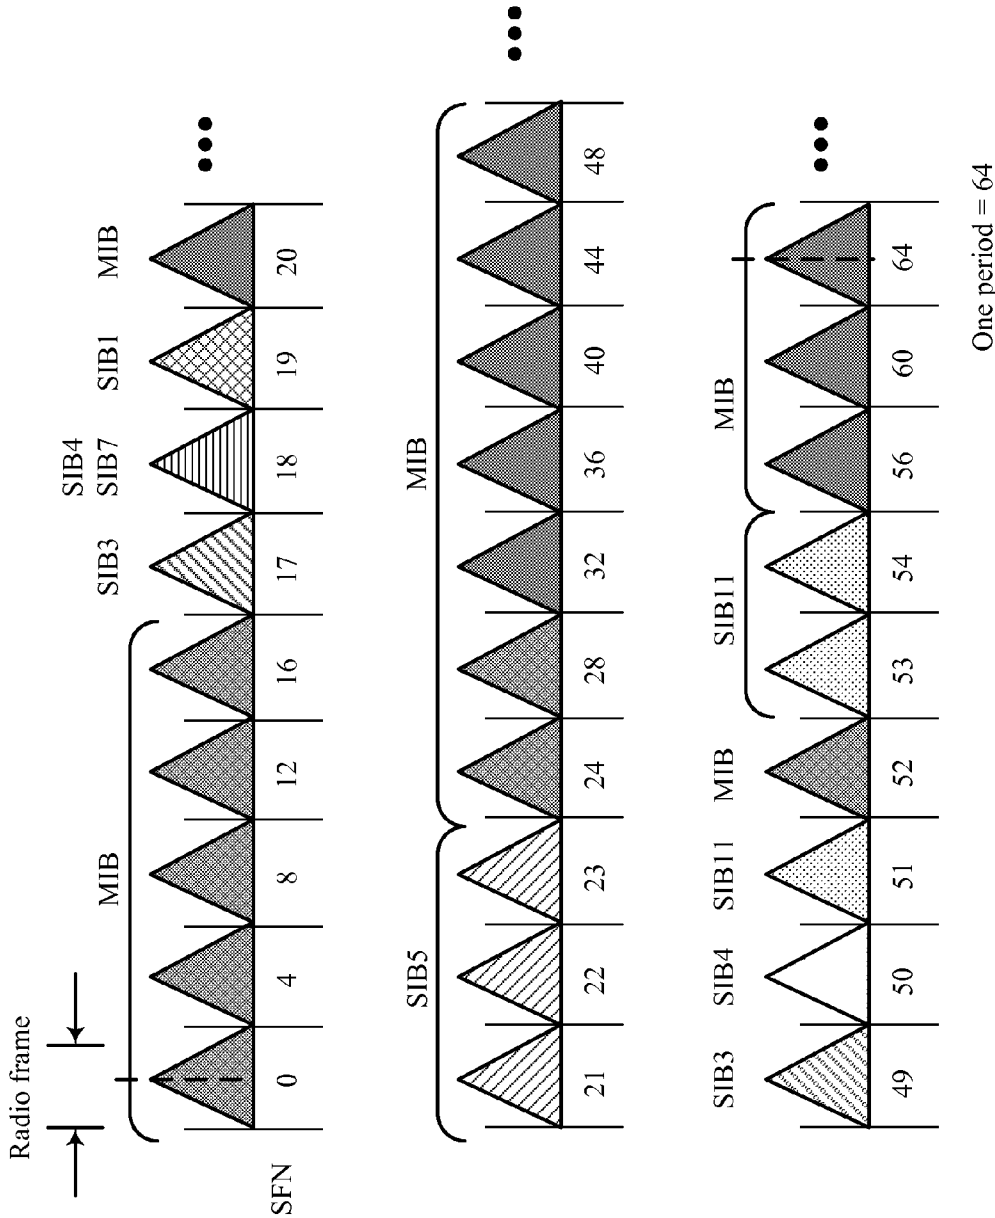 Radio frame
MIB
SIB3
SIB4
SIB7
SIB1
MIB
SFN
0 4 8 12 16 17 18 19 20
SIB5
MIB
21 22 23 24 28 32 36 40 44 48
SIB3
SIB4
SIB11
MIB
SIB11
MIB
49 50 51 52 53 54 56 60 64
One period = 64